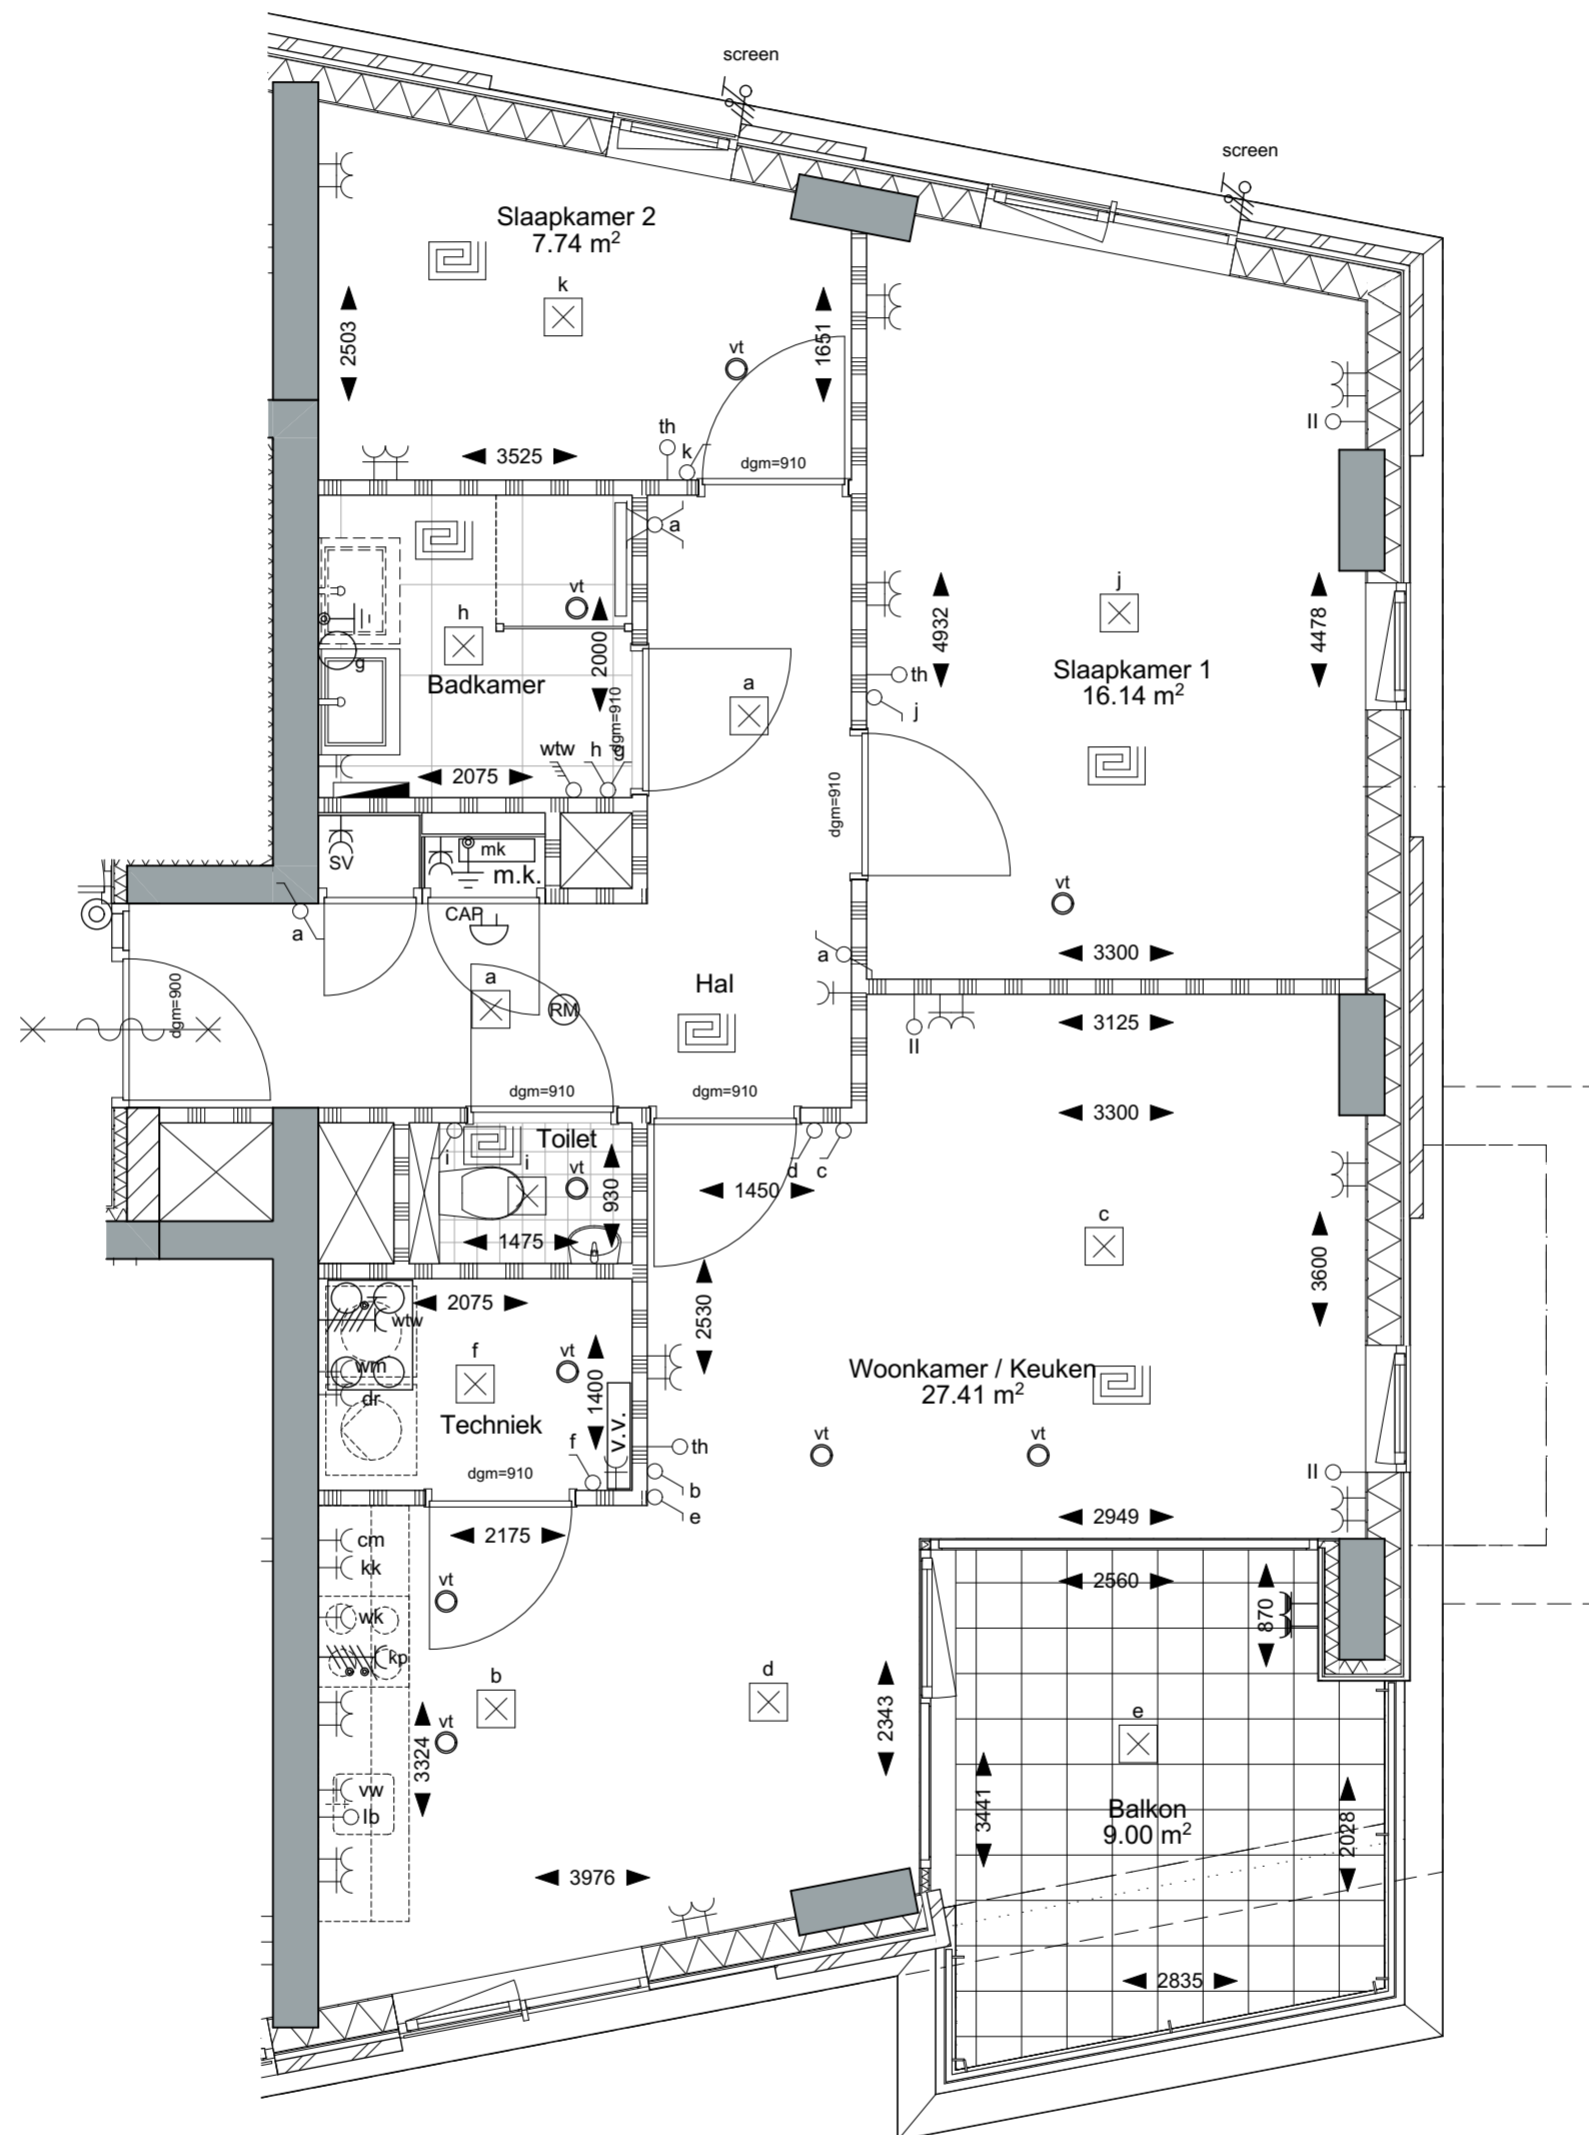 screen
screen
Slaapkamer 2
7.74 m²
k
2503
1651
vt
th
k
3525
dgm=910
II
a
vt
h
j
2000
4932
4478
g
Badkamer
th
Slaapkamer 1
16.14 m²
a
j
dgm=910
wtw
h
g
2075
dgm=910
SV
mk
m.k.
vt
CAP
a
a
3300
a
RM
Hal
dgm=900
3125
II
dgm=910
dgm=910
3300
Toilet
i
i
vt
d
c
930
1450
c
1475
3600
2075
2530
wtw
f
vt
wm
Woonkamer / Keuken
27.41 m²
dr
1400
Techniek
v.v.
f
th
vt
vt
dgm=910
b
e
II
2949
2175
cm
kk
vt
2560
870
wk
kp
b
d
2343
e
vt
3324
vw
lb
3441
Balkon
9.00 m²
2028
3976
2835